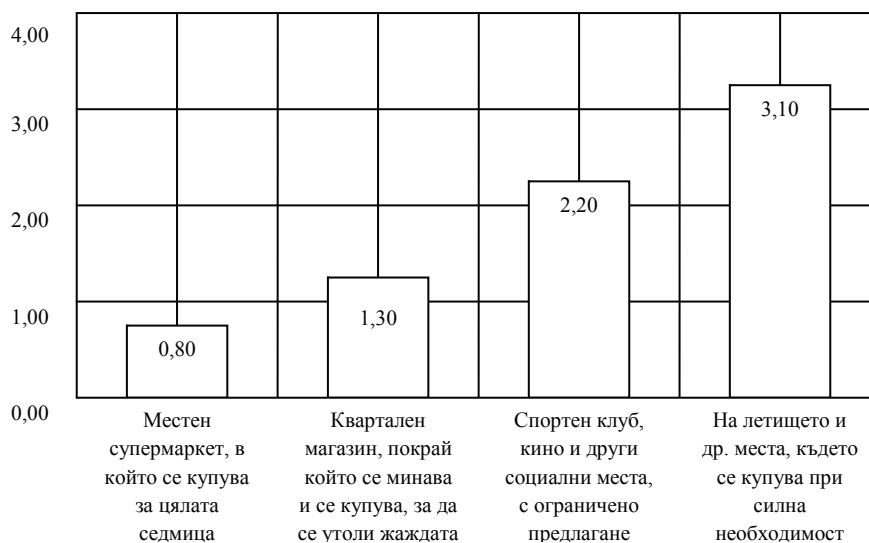 4,00
3,00
2,00
1,00
0,00
0,80
1,30
2,20
3,10
Местен
супермаркет, в
който се купува
за цялата
седмица
Квартален
магазин, покрай
който се минава
и се купува, за да
се утоли жаждата
Спортен клуб,
кино и други
социални места,
с ограничено
предлагане
На летището и
др. места, където
се купува при
силна
необходимост